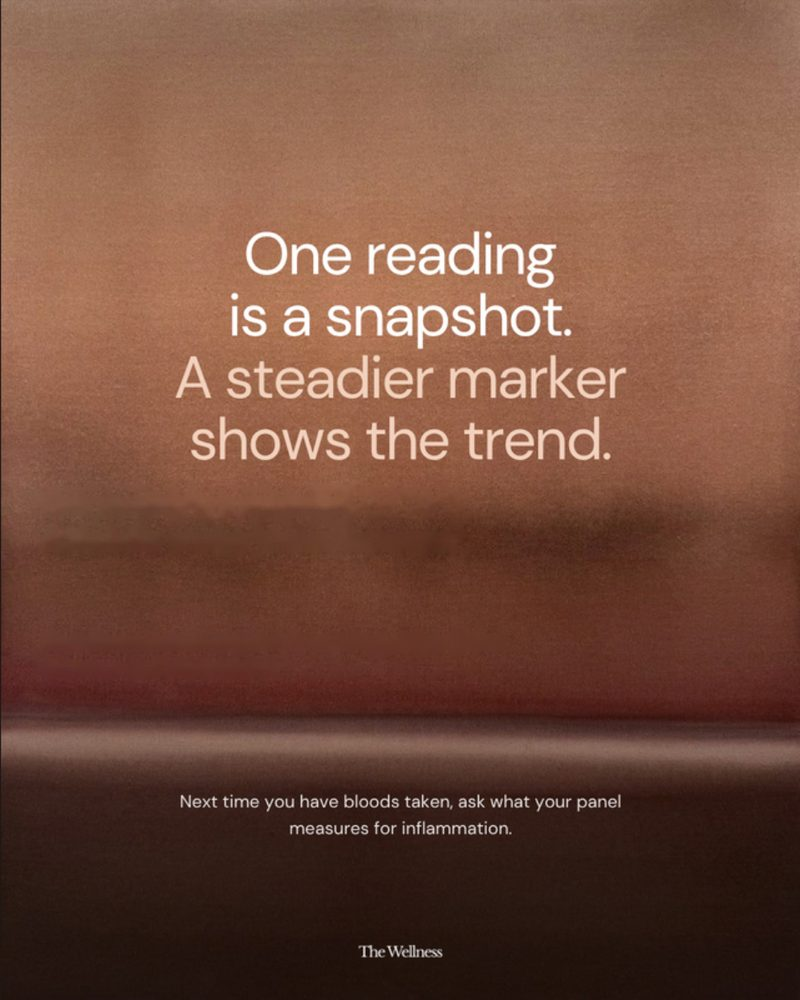 One reading
is a snapshot.
A steadier marker
shows the trend.
Next time you have bloods taken, ask what your panel
measures for inflammation.
The Wellness